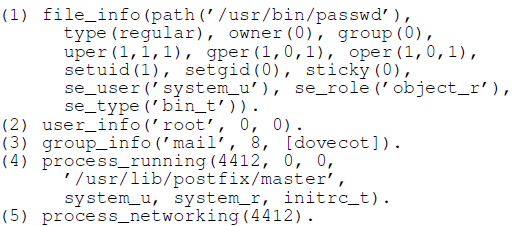 (1) file_info(path('/usr/bin/passwd'),
type(regular), owner(0), group(0),
uper(1,1,1), gper(1,0,1), oper(1,0,1),
setuid(1), setgid(0), sticky(0),
se_user('system_u'), se_role('object_r'),
se_type('bin_t')).
(2) user_info('root', 0, 0).
(3) group_info('mail', 8, [dovecot]).
(4) process_running(4412, 0, 0,
'/usr/lib/postfix/master',
system_u, system_r, initrc_t).
(5) process_networking(4412).